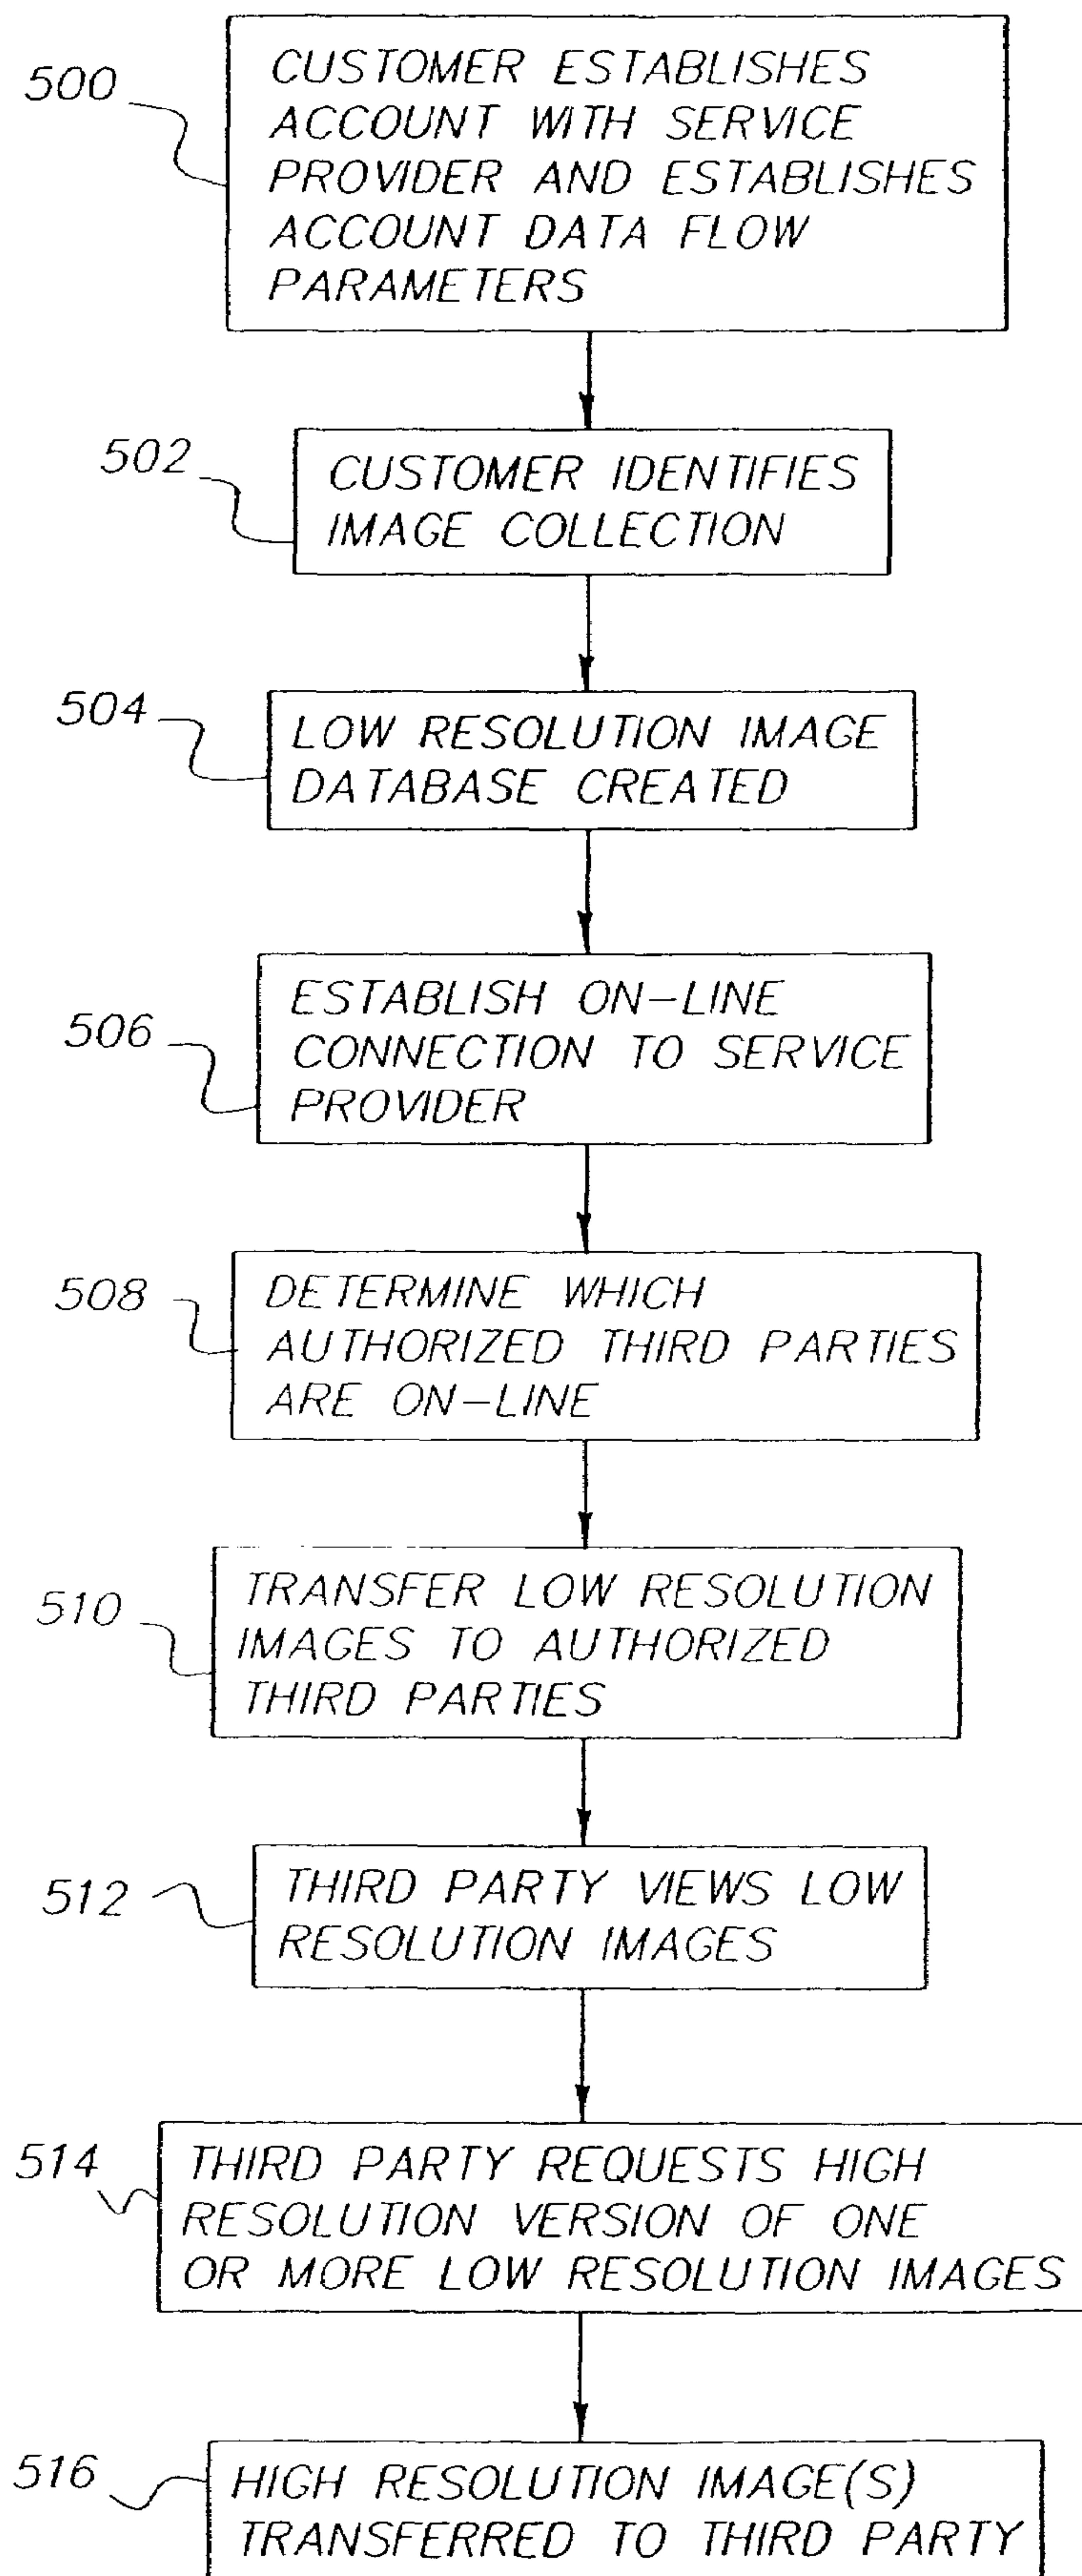 500
CUSTOMER ESTABLISHES
ACCOUNT WITH SERVICE
PROVIDER AND ESTABLISHES
ACCOUNT DATA FLOW
PARAMETERS
502
CUSTOMER IDENTIFIES
IMAGE COLLECTION
504
LOW RESOLUTION IMAGE
DATABASE CREATED
506
ESTABLISH ON-LINE
CONNECTION TO SERVICE
PROVIDER
508
DETERMINE WHICH
AUTHORIZED THIRD PARTIES
ARE ON-LINE
510
TRANSFER LOW RESOLUTION
IMAGES TO AUTHORIZED
THIRD PARTIES
512
THIRD PARTY VIEWS LOW
RESOLUTION IMAGES
514
THIRD PARTY REQUESTS HIGH
RESOLUTION VERSION OF ONE
OR MORE LOW RESOLUTION IMAGES
516
HIGH RESOLUTION IMAGE(S)
TRANSFERRED TO THIRD PARTY